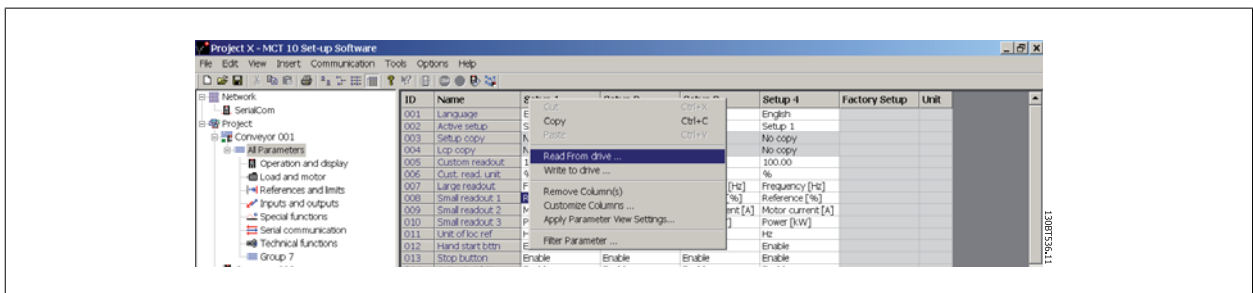 Project X - MCT 10 Set-up Software
File Edit View Insert Communication Tools Options Help
Network
SerialCom
Project
Conveyor 001
All Parameters
Operation and display
Load and motor
References and limits
Inputs and outputs
Special functions
Serial communication
Technical functions
Group 7
ID Name Setup 4 Factory Setup Unit
001 Language English
002 Active setup Setup 1
003 Setup copy No copy
004 Lcp copy No copy
005 Custom readout 100.00
006 Cust. read. unit %
007 Large readout [Hz] Frequency [Hz]
008 Small readout 1 [%] Reference [%]
009 Small readout 2 ent [A] Motor current [A]
010 Small readout 3 Power [kW]
011 Unit of loc ref Hz
012 Hand start bttn Enable
013 Stop button Enable Enable Enable Enable
Cut Ctrl+X
Copy Ctrl+C
Paste Ctrl+V
Read From drive ...
Write to drive ...
Remove Column(s)
Customize Columns ...
Apply Parameter View Settings...
Filter Parameter ...
130BT536.11